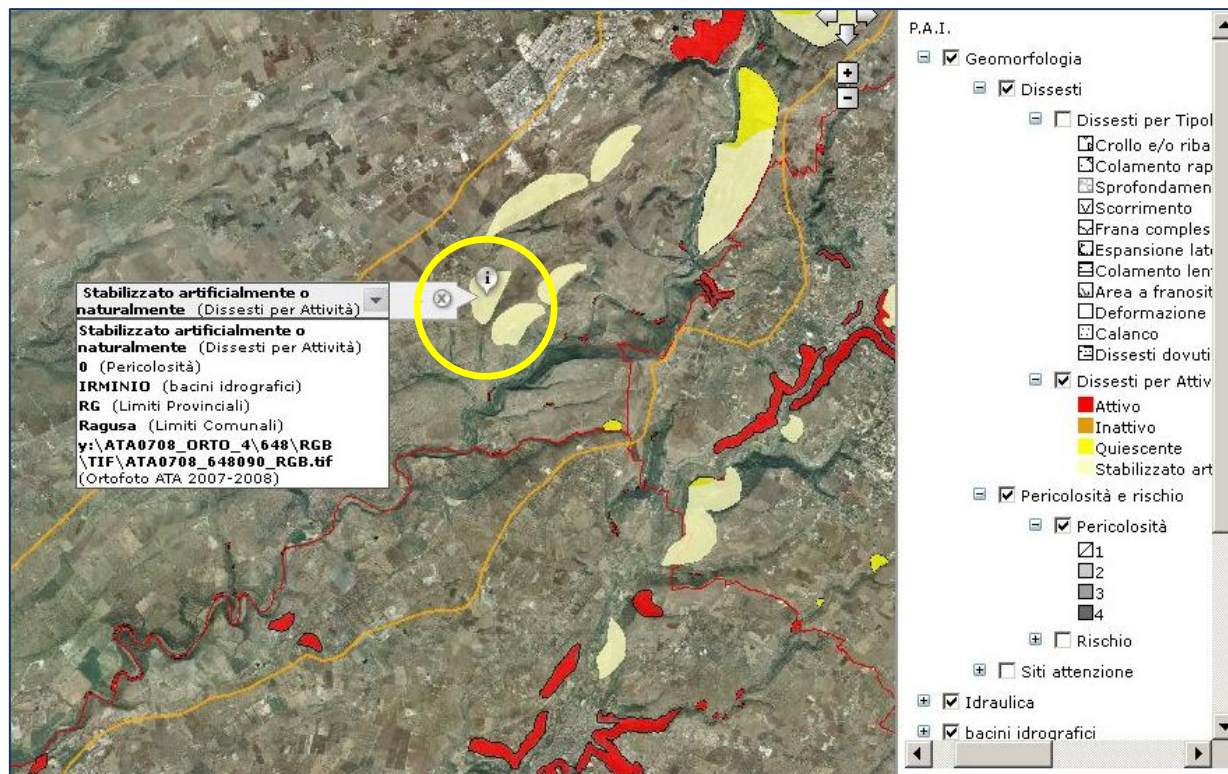 Stabilizzato artificialmente o
naturalmente (Dissesti per Attività)
Stabilizzato artificialmente o
naturalmente (Dissesti per Attività)
0 (Pericolosità)
IRMINIO (bacini idrografici)
RG (Limiti Provinciali)
Ragusa (Limiti Comunali)
y:\ATA0708_ORTO_4\648\RGB
\TIF\ATA0708_648090_RGB.tif
(Ortofoto ATA 2007-2008)
i
+
-
P.A.I.
Geomorfologia
Dissesti
Dissesti per Tipol
Crollo e/o riba
Colamento rap
Sprofondamen
Scorrimento
Frana comples
Espansione late
Colamento len
Area a franosit
Deformazione
Calanco
Dissesti dovuti
Dissesti per Attiv
Attivo
Inattivo
Quiescente
Stabilizzato art
Pericolosità e rischio
Pericolosità
1
2
3
4
Rischio
Siti attenzione
Idraulica
bacini idrografici